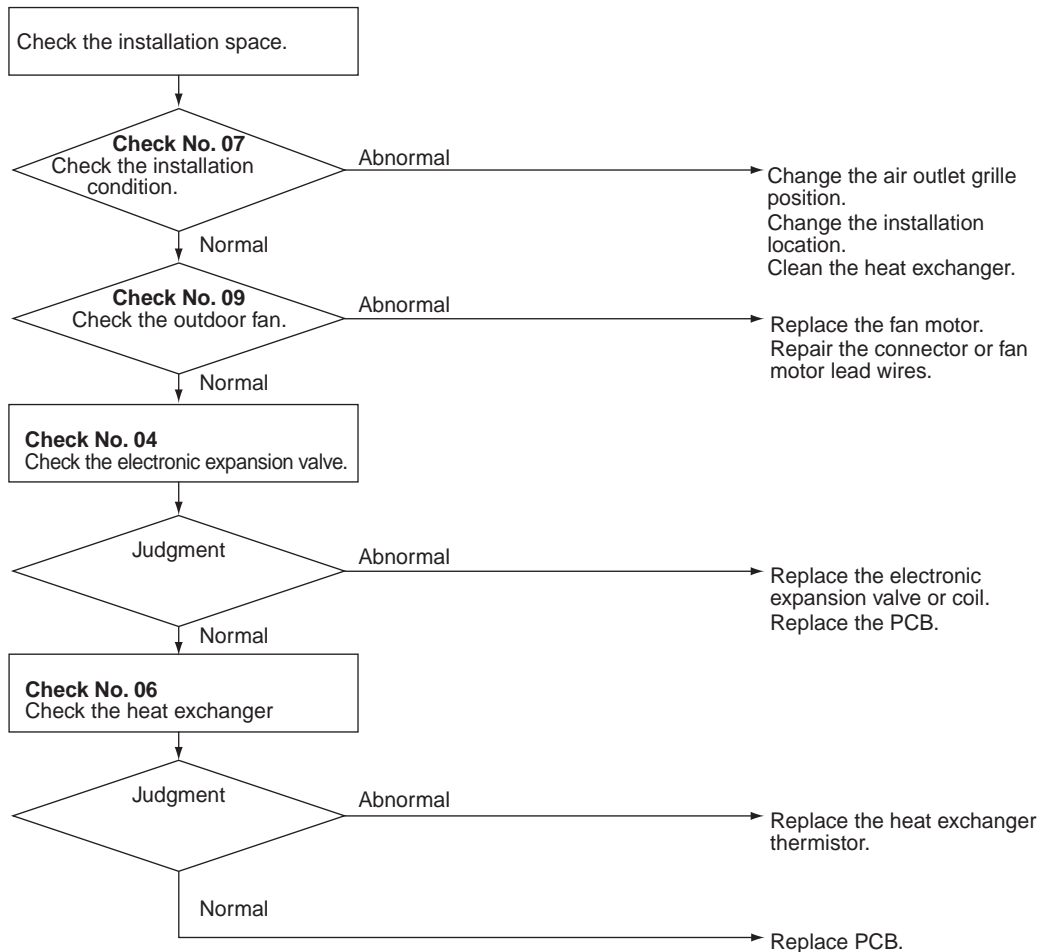 Check the installation space.
Check No. 07
Check the installation
condition.
Abnormal
Change the air outlet grille
position.
Change the installation
location.
Clean the heat exchanger.
Normal
Check No. 09
Check the outdoor fan.
Abnormal
Replace the fan motor.
Repair the connector or fan
motor lead wires.
Normal
Check No. 04
Check the electronic expansion valve.
Judgment
Abnormal
Replace the electronic
expansion valve or coil.
Replace the PCB.
Normal
Check No. 06
Check the heat exchanger
Judgment
Abnormal
Replace the heat exchanger
thermistor.
Normal
Replace PCB.